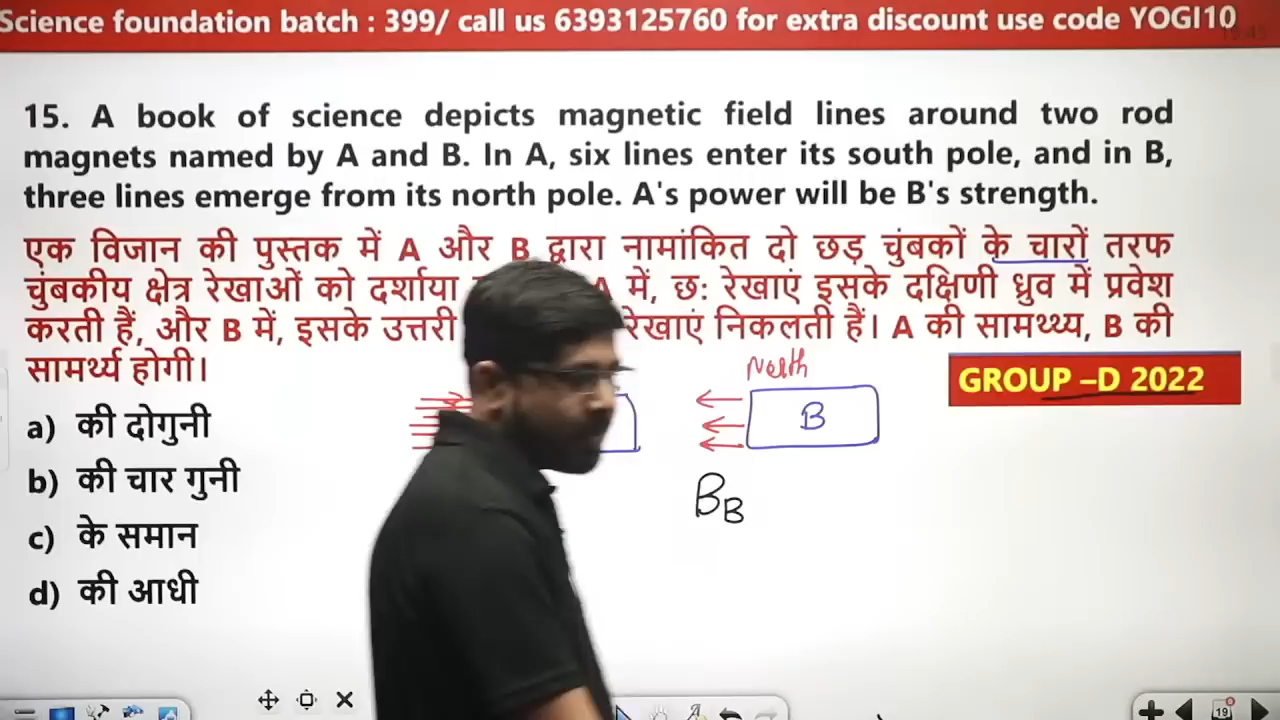 Science foundation batch : 399/ call us 6393125760 for extra discount use code YOGI10
15. A book of science depicts magnetic field lines around two rod
magnets named by A and B. In A, six lines enter its south pole, and in B,
three lines emerge from its north pole. A's power will be B's strength.
एक विजान की पुस्तक में A और B द्वारा नामांकित दो छड़ चुंबकों के चारों तरफ
चुंबकीय क्षेत्र रेखाओं को दर्शाया A में, छ: रेखाएं इसके दक्षिणी ध्रुव में प्रवेश
करती हैं, और B में, इसके उत्तरी रेखाएं निकलती हैं। A की सामथ्थ्य, B की
सामर्थ्य होगी।
North
GROUP –D 2022
a) की दोगुनी
B
b) की चार गुनी
B_B
c) के समान
d) की आधी
19